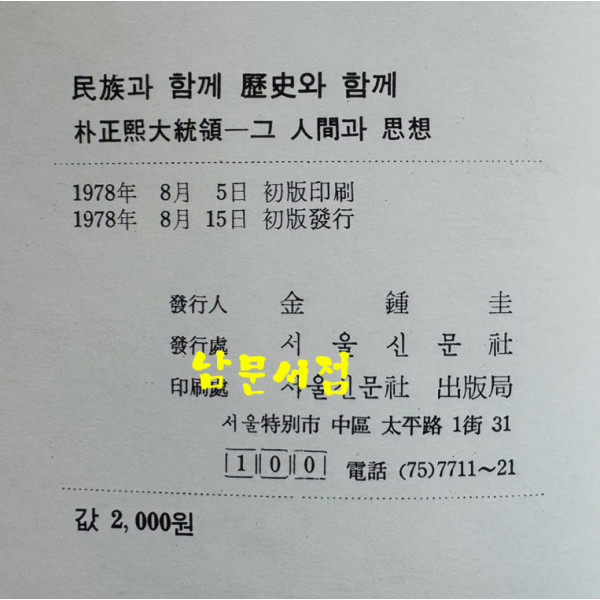 民族과 함께 歷史와 함께
朴正熙大統領—그 人間과 思想
1978年 8月 5日 初版印刷
1978年 8月 15日 初版發行
發行人 金鍾圭
發行處 서울신문社
남문서점
印刷處 서울신문社 出版局
서울特別市 中區 太平路 1街 31
100 電話 (75)7711~21
값 2,000원